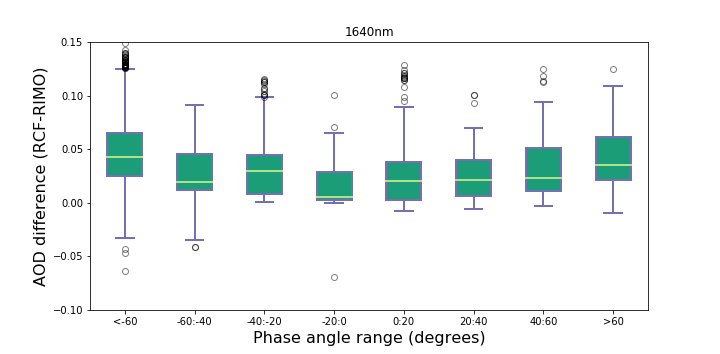 1640nm
AOD difference (RCF-RIMO)
0.15
0.10
0.05
0.00
−0.05
−0.10
<-60 -60:-40 -40:-20 -20:0 0:20 20:40 40:60 >60
Phase angle range (degrees)